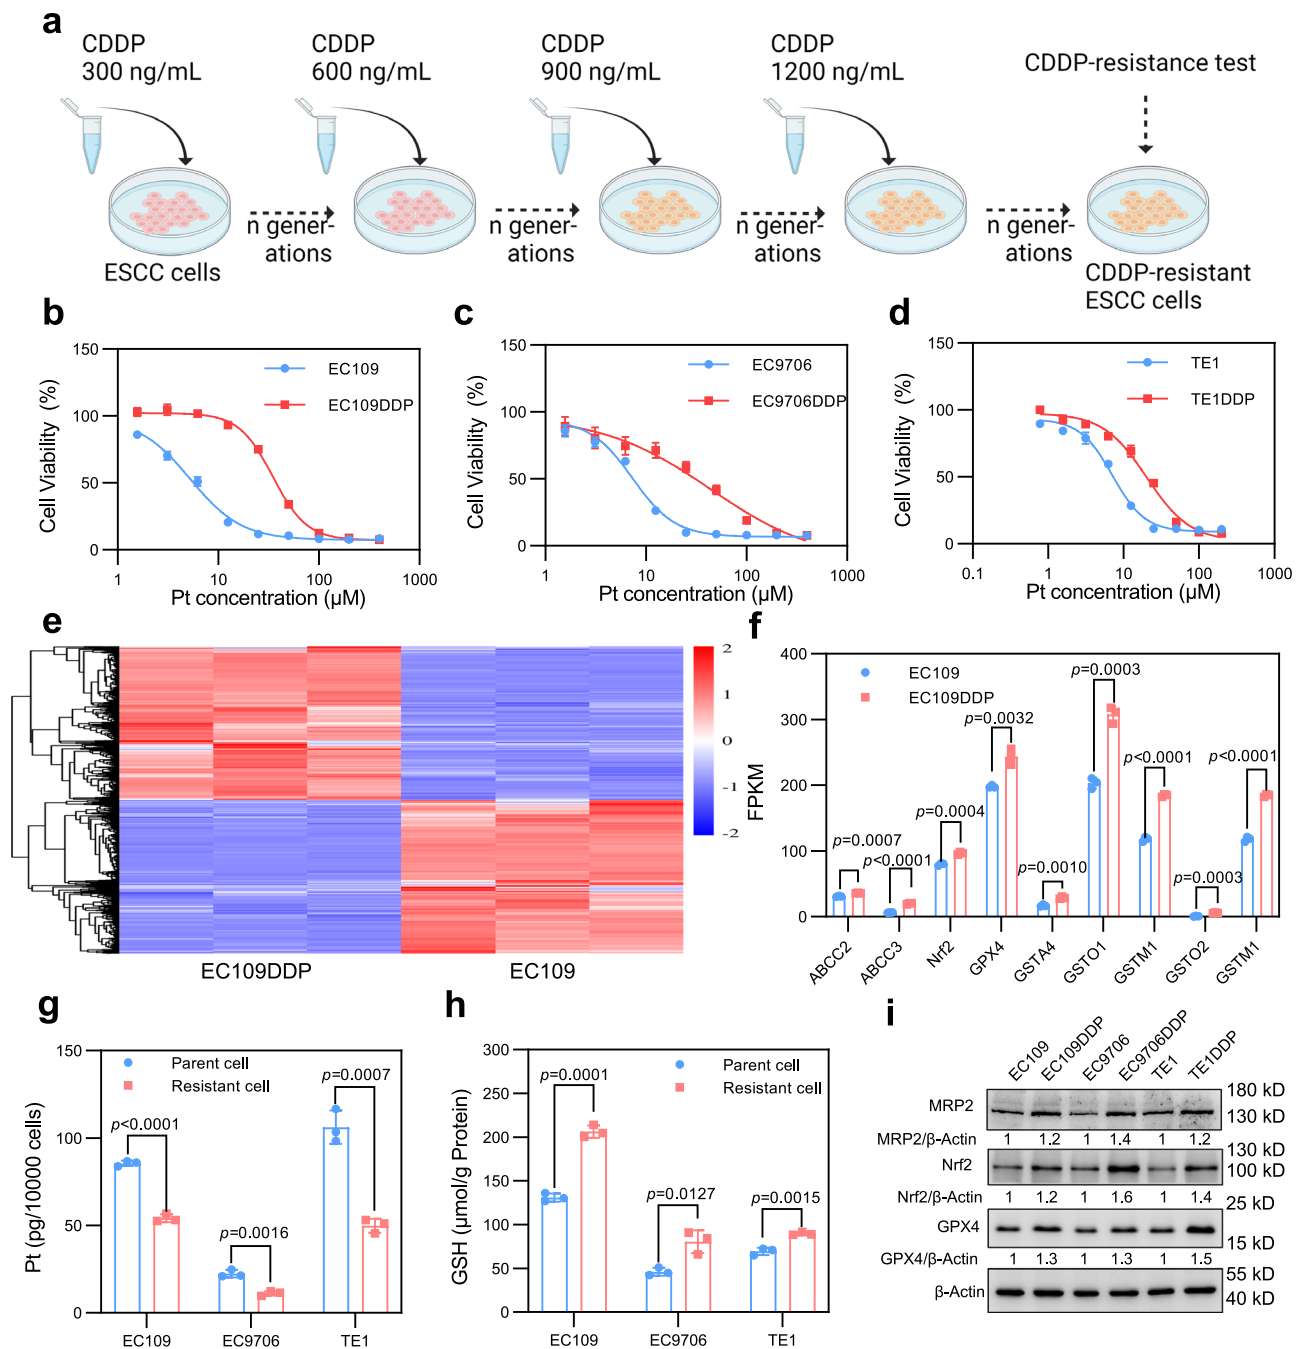 a
CDDP
300 ng/mL
CDDP
600 ng/mL
CDDP
900 ng/mL
CDDP
1200 ng/mL
CDDP-resistance test
n gener-
ations
n gener-
ations
n gener-
ations
n gener-
ations
ESCC cells
CDDP-resistant
ESCC cells
b
150
100
50
0
Cell Viability (%)
EC109
EC109DDP
1
10
100
1000
Pt concentration (μM)
c
150
100
50
0
Cell Viability (%)
EC9706
EC9706DDP
1
10
100
1000
Pt concentration (μM)
d
150
100
50
0
Cell Viability (%)
TE1
TE1DDP
0.1
1
10
100
1000
Pt concentration (μM)
e
2
1
0
-1
-2
EC109DDP
EC109
f
400
300
200
100
0
FPKM
EC109
EC109DDP
p=0.0007
p<0.0001
p=0.0004
p=0.0032
p=0.0010
p=0.0003
p<0.0001
p=0.0003
p<0.0001
ABCC2
ABCC3
Nrf2
GPX4
GSTA4
GSTO1
GSTM1
GSTO2
GSTM1
g
150
100
50
0
Pt (pg/10000 cells)
Parent cell
Resistant cell
p<0.0001
p=0.0016
p=0.0007
EC109
EC9706
TE1
h
300
250
200
150
100
50
0
GSH (μmol/g Protein)
Parent cell
Resistant cell
p=0.0001
p=0.0127
p=0.0015
EC109
EC9706
TE1
i
EC109
EC109DDP
EC9706
EC9706DDP
TE1
TE1DDP
MRP2
180 kD
130 kD
MRP2/β-Actin 1 1.2 1 1.4 1 1.2
Nrf2
130 kD
100 kD
Nrf2/β-Actin 1 1.2 1 1.6 1 1.4
GPX4
25 kD
15 kD
GPX4/β-Actin 1 1.3 1 1.3 1 1.5
β-Actin
55 kD
40 kD